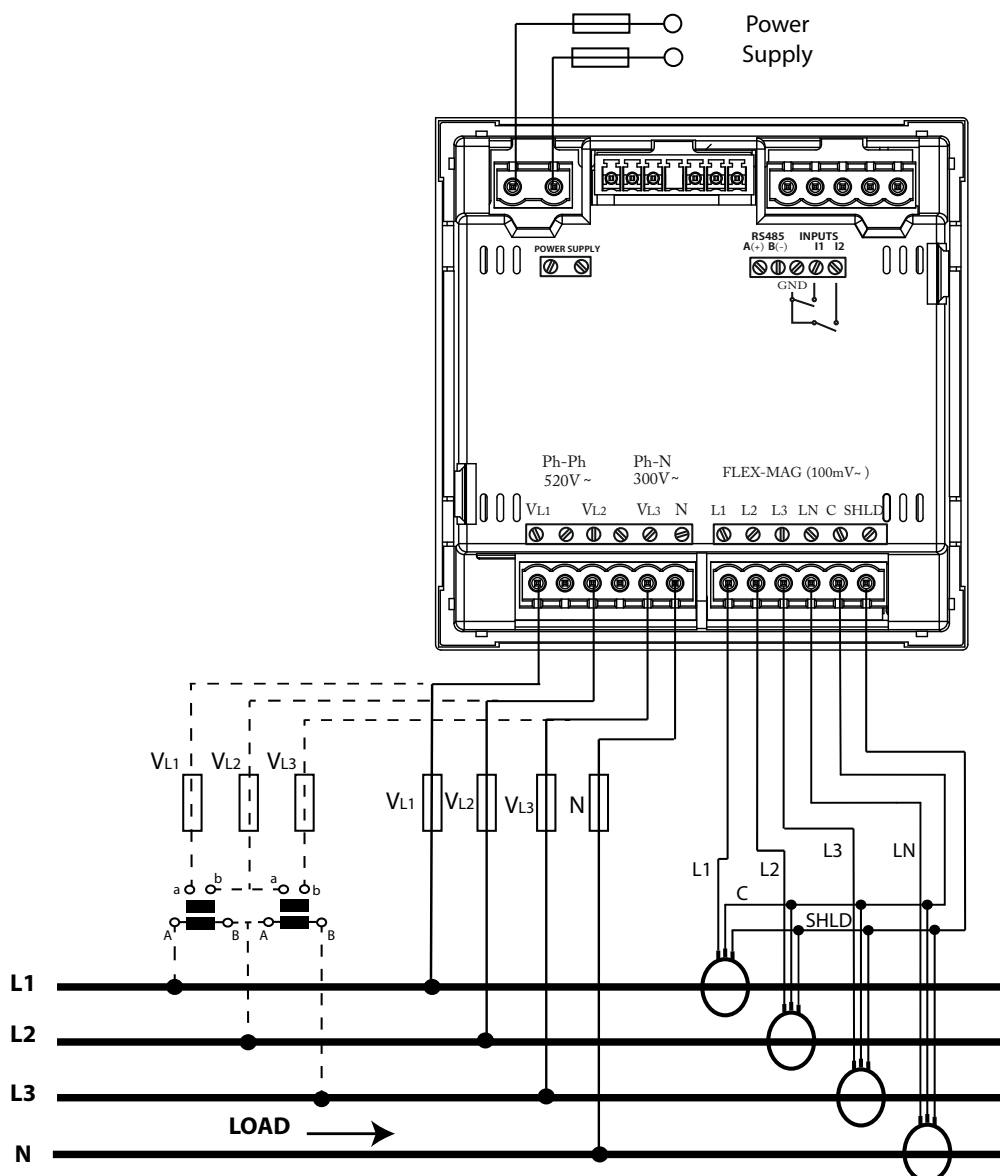 Power
Supply
POWER SUPPLY
RS485 INPUTS
A(+) B(-) I1 I2
GND
Ph-Ph Ph-N
520V~ 300V~
FLEX-MAG (100mV~)
VL1 VL2 VL3 N L1 L2 L3 LN C SHLD
VL1 VL2 VL3
VL1 VL2 VL3 N
L1 L2 L3 LN
C
SHLD
a b a b
A B A B
L1
L2
L3
LOAD
N